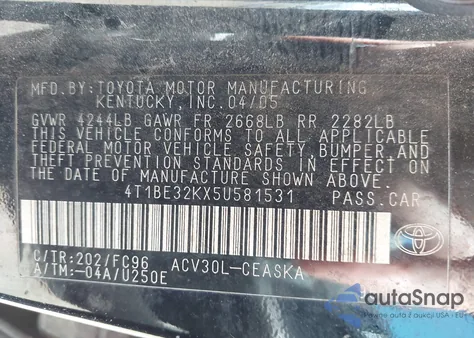 MFD.BY:TOYOTA MOTOR MANUFACTURING
KENTUCKY,INC.04/05
GVWR 4244LB GAWR FR 2668LB RR 2282LB
THIS VEHICLE CONFORMS TO ALL APPLICABLE
FEDERAL MOTOR VEHICLE SAFETY,BUMPER,AND
THEFT PREVENTION STANDARDS IN EFFECT ON
THE DATE OF MANUFACTURE SHOWN ABOVE.
4T1BE32KX5U581531 PASS.CAR
C/TR:202/FC96 ACV30L-CEASKA
A/TM:-04A/U250E
TOYOTA
autoSnap